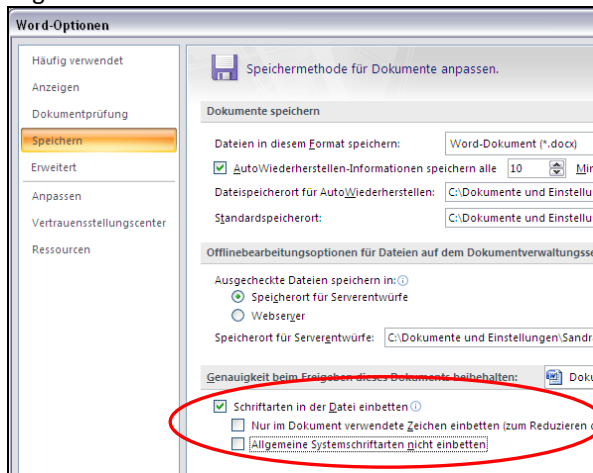 Word-Optionen
Häufig verwendet
Anzeigen
Dokumentprüfung
Speichern
Erweitert
Anpassen
Vertrauensstellungscenter
Ressourcen
Speichermethode für Dokumente anpassen.
Dokumente speichern
Dateien in diesem Format speichern: Word-Dokument (*.docx)
AutoWiederherstellen-Informationen speichern alle 10 Min
Dateispeicherort für AutoWiederherstellen: C:\Dokumente und Einstellu
Standardspeicherort: C:\Dokumente und Einstellu
Offlinebearbeitungsoptionen für Dateien auf dem Dokumentverwaltungsse
Ausgecheckte Dateien speichern in:
Speicherort für Serverentwürfe
Webserver
Speicherort für Serverentwürfe: C:\Dokumente und Einstellungen\Sandr
Genauigkeit beim Freigeben dieses Dokuments beibehalten: Doku
Schriftarten in der Datei einbetten
Nur im Dokument verwendete Zeichen einbetten (zum Reduzieren d
Allgemeine Systemschriftarten nicht einbetten